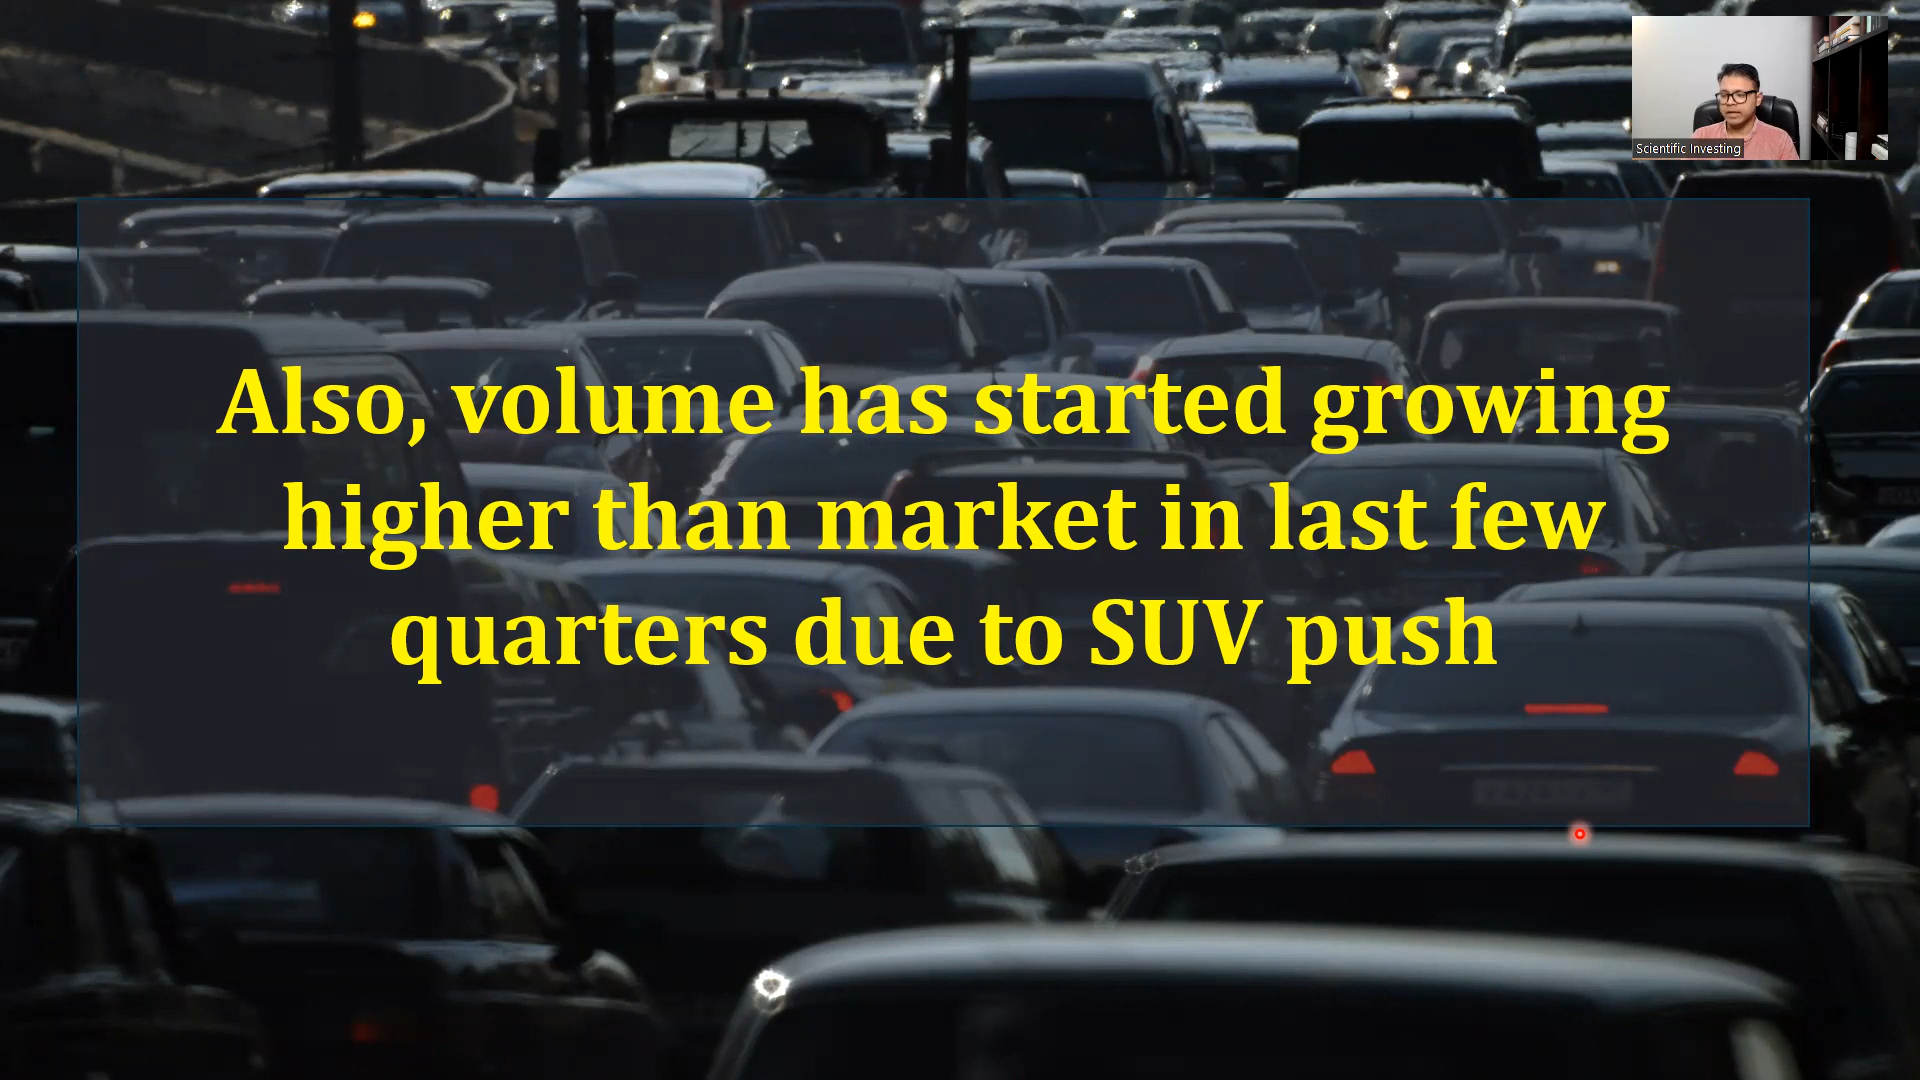 Scientific Investing
Also, volume has started growing
higher than market in last few
quarters due to SUV push